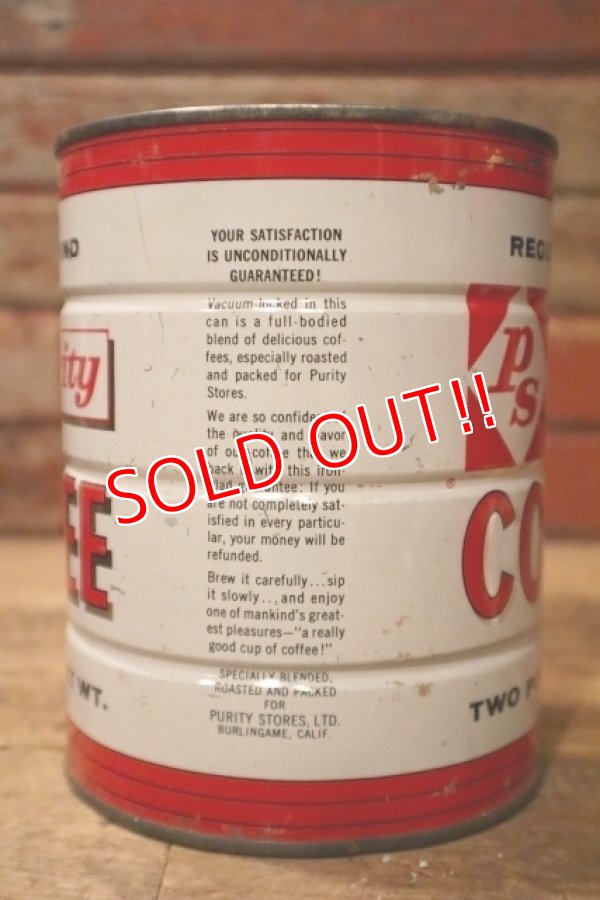 YOUR SATISFACTION
IS UNCONDITIONALLY
GUARANTEED!
Vacuum-locked in this
can is a full-bodied
blend of delicious cof-
fees, especially roasted
and packed for Purity
Stores.
We are so confident of
the quality and flavor
of our coffee that we
back it with this iron-
clad guarantee: If you
are not completely sat-
isfied in every particu-
lar, your money will be
refunded.
Brew it carefully...sip
it slowly...and enjoy
one of mankind's great-
est pleasures—"a really
good cup of coffee!"
SPECIALLY BLENDED,
ROASTED AND PACKED
FOR
PURITY STORES, LTD.
BURLINGAME, CALIF.
ND
ity
EE
T WT.
REGU
PS
CO
TWO P
SOLD OUT!!